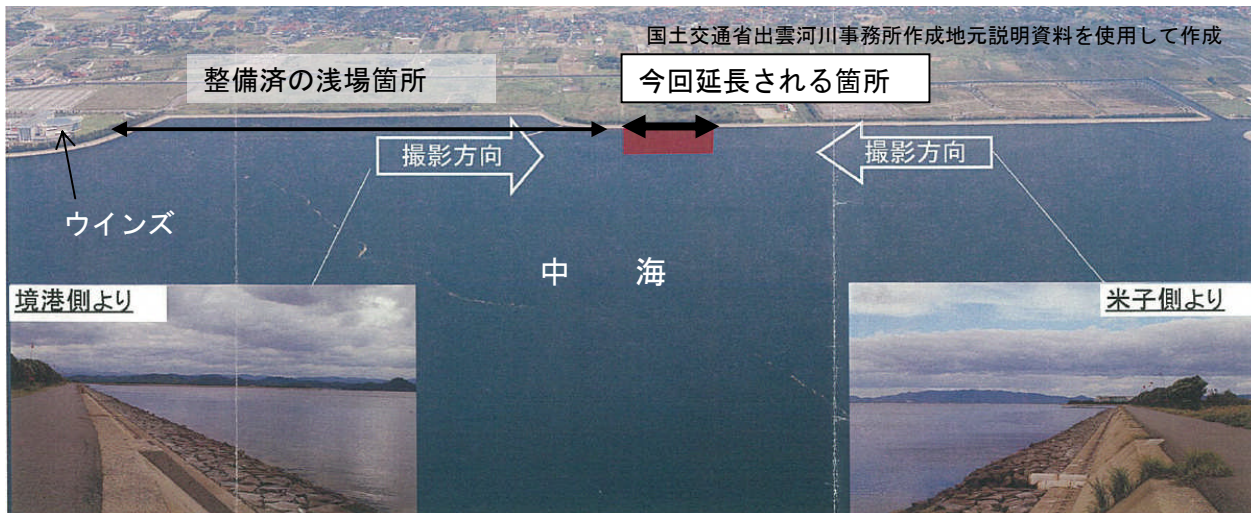 国土交通省出雲河川事務所作成地元説明資料を使用して作成
整備済の浅場箇所
今回延長される箇所
撮影方向
撮影方向
ウインズ
中　海
境港側より
米子側より